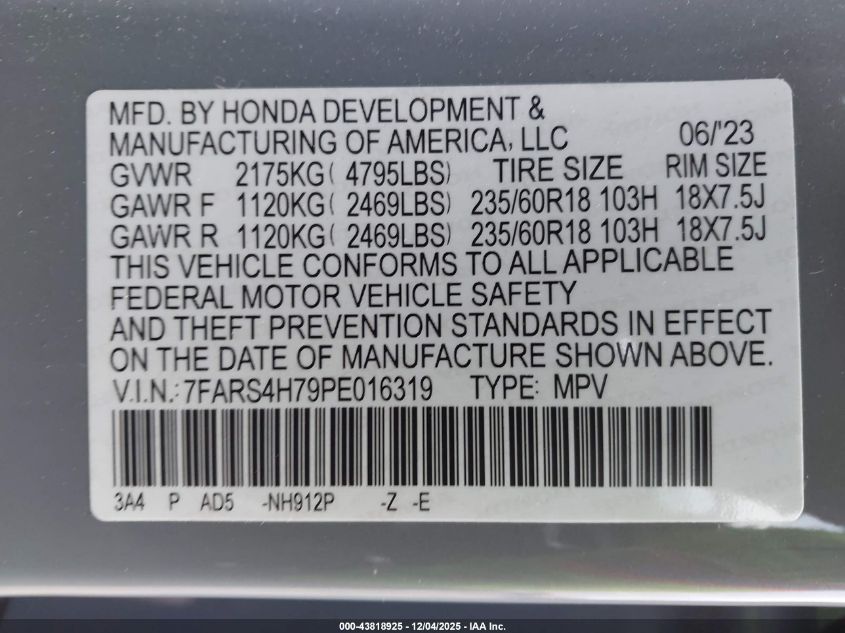 MFD. BY HONDA DEVELOPMENT &
MANUFACTURING OF AMERICA, LLC 06/'23
GVWR 2175KG( 4795LBS) TIRE SIZE RIM SIZE
GAWR F 1120KG( 2469LBS) 235/60R18 103H 18X7.5J
GAWR R 1120KG( 2469LBS) 235/60R18 103H 18X7.5J
THIS VEHICLE CONFORMS TO ALL APPLICABLE
FEDERAL MOTOR VEHICLE SAFETY
AND THEFT PREVENTION STANDARDS IN EFFECT
ON THE DATE OF MANUFACTURE SHOWN ABOVE.
V.I.N.: 7FARS4H79PE016319 TYPE: MPV
3A4 P AD5 -NH912P -Z -E
000-43818925 - 12/04/2025 - IAA Inc.